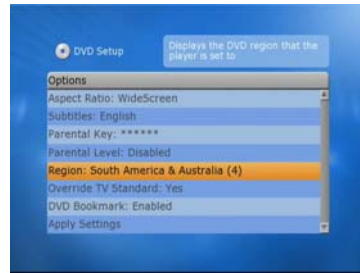 DVD Setup
Displays the DVD region that the
player is set to
Options
Aspect Ratio: WideScreen
Subtitles: English
Parental Key: ******
Parental Level: Disabled
Region: South America & Australia (4)
Override TV Standard: Yes
DVD Bookmark: Enabled
Apply Settings